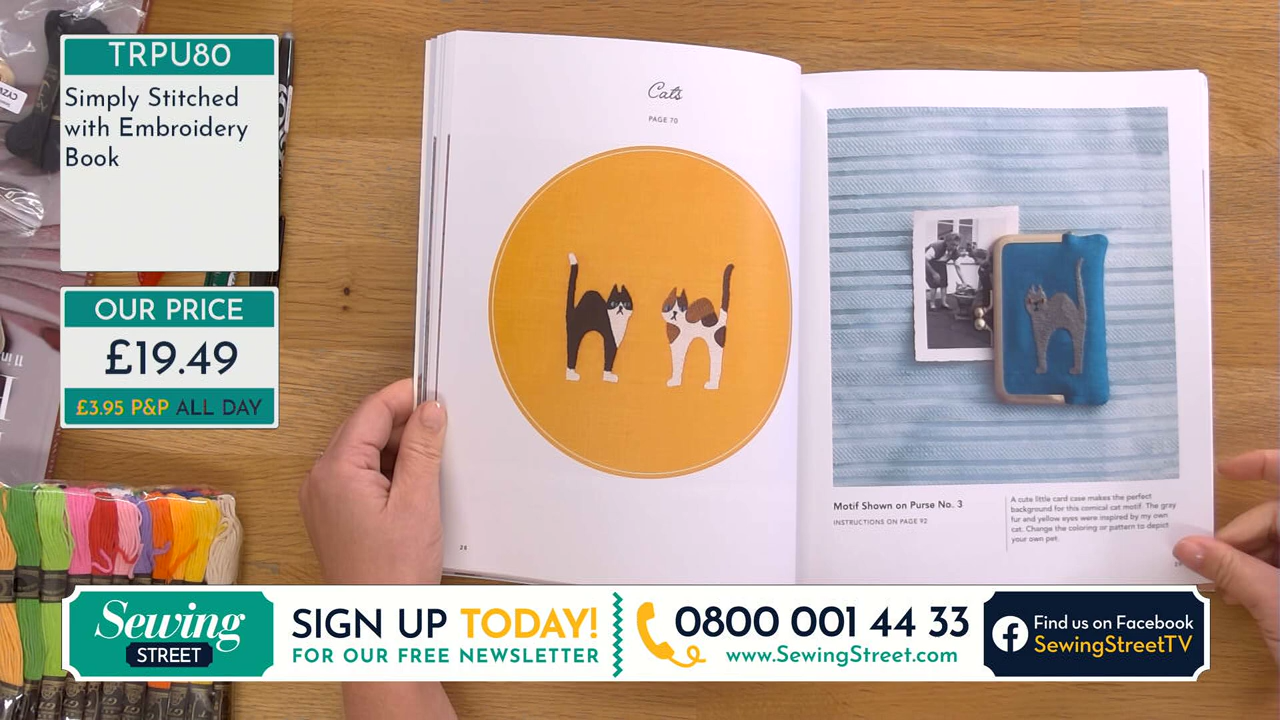 TRPU80
Simply Stitched
with Embroidery
Book
OUR PRICE
£19.49
£3.95 P&P ALL DAY
Cats
PAGE 70
28
Motif Shown on Purse No. 3
INSTRUCTIONS ON PAGE 92
A cute little card case makes the perfect
background for this comical cat motif. The gray
fur and yellow eyes were inspired by my own
cat. Change the coloring or pattern to depict
your own pet.
Sewing
STREET
SIGN UP TODAY!
FOR OUR FREE NEWSLETTER
0800 001 44 33
www.SewingStreet.com
Find us on Facebook
SewingStreetTV